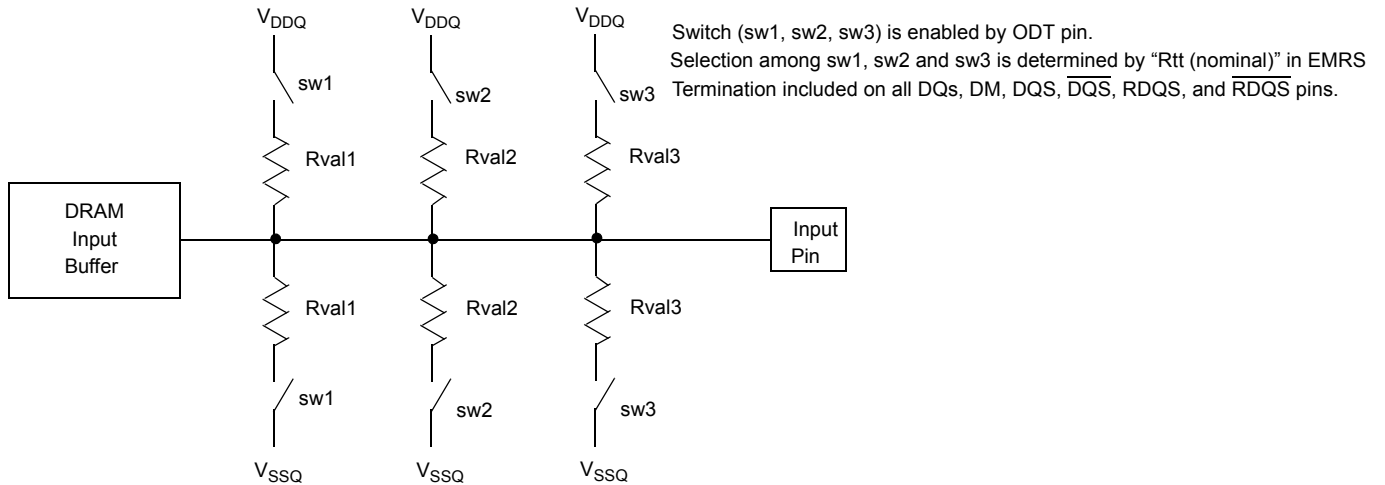 VDDQ VDDQ VDDQ
Switch (sw1, sw2, sw3) is enabled by ODT pin.
Selection among sw1, sw2 and sw3 is determined by “Rtt (nominal)” in EMRS
Termination included on all DQs, DM, DQS, DQS, RDQS, and RDQS pins.
sw1 sw2 sw3
Rval1 Rval2 Rval3
DRAM
Input
Buffer
Input
Pin
Rval1 Rval2 Rval3
sw1 sw2 sw3
VSSQ VSSQ VSSQ